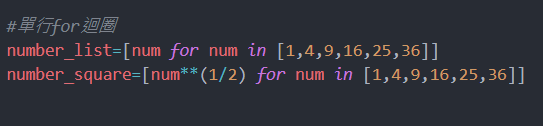 #單行for迴圈
number_list=[num for num in [1,4,9,16,25,36]]
number_square=[num**(1/2) for num in [1,4,9,16,25,36]]